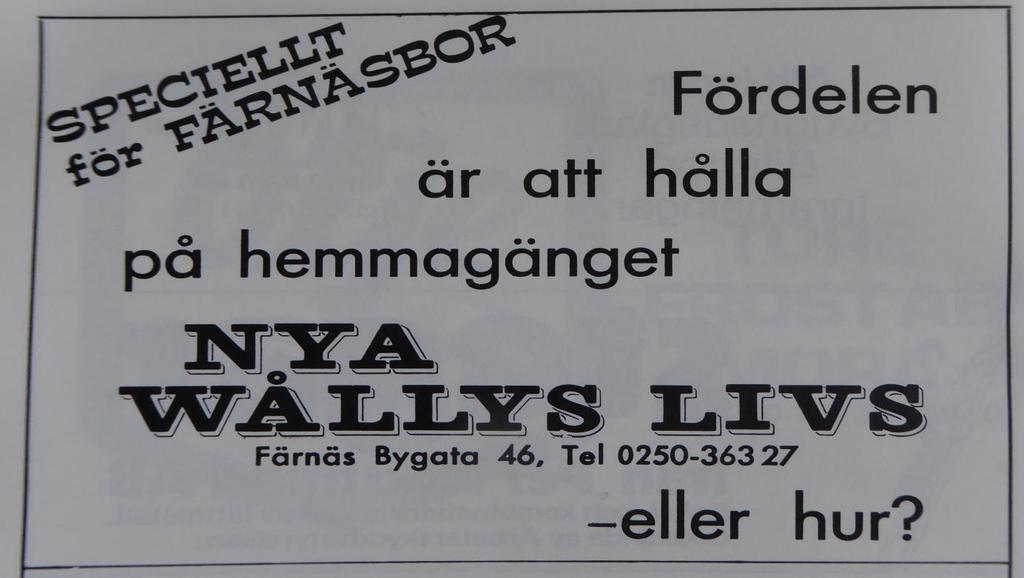 SPECIELLT
för FÄRNÄSBOR
Fördelen
är att hålla
på hemmagänget
NYA
WÅLLYS LIVS
Färnäs Bygata 46, Tel 0250-363 27
–eller hur?